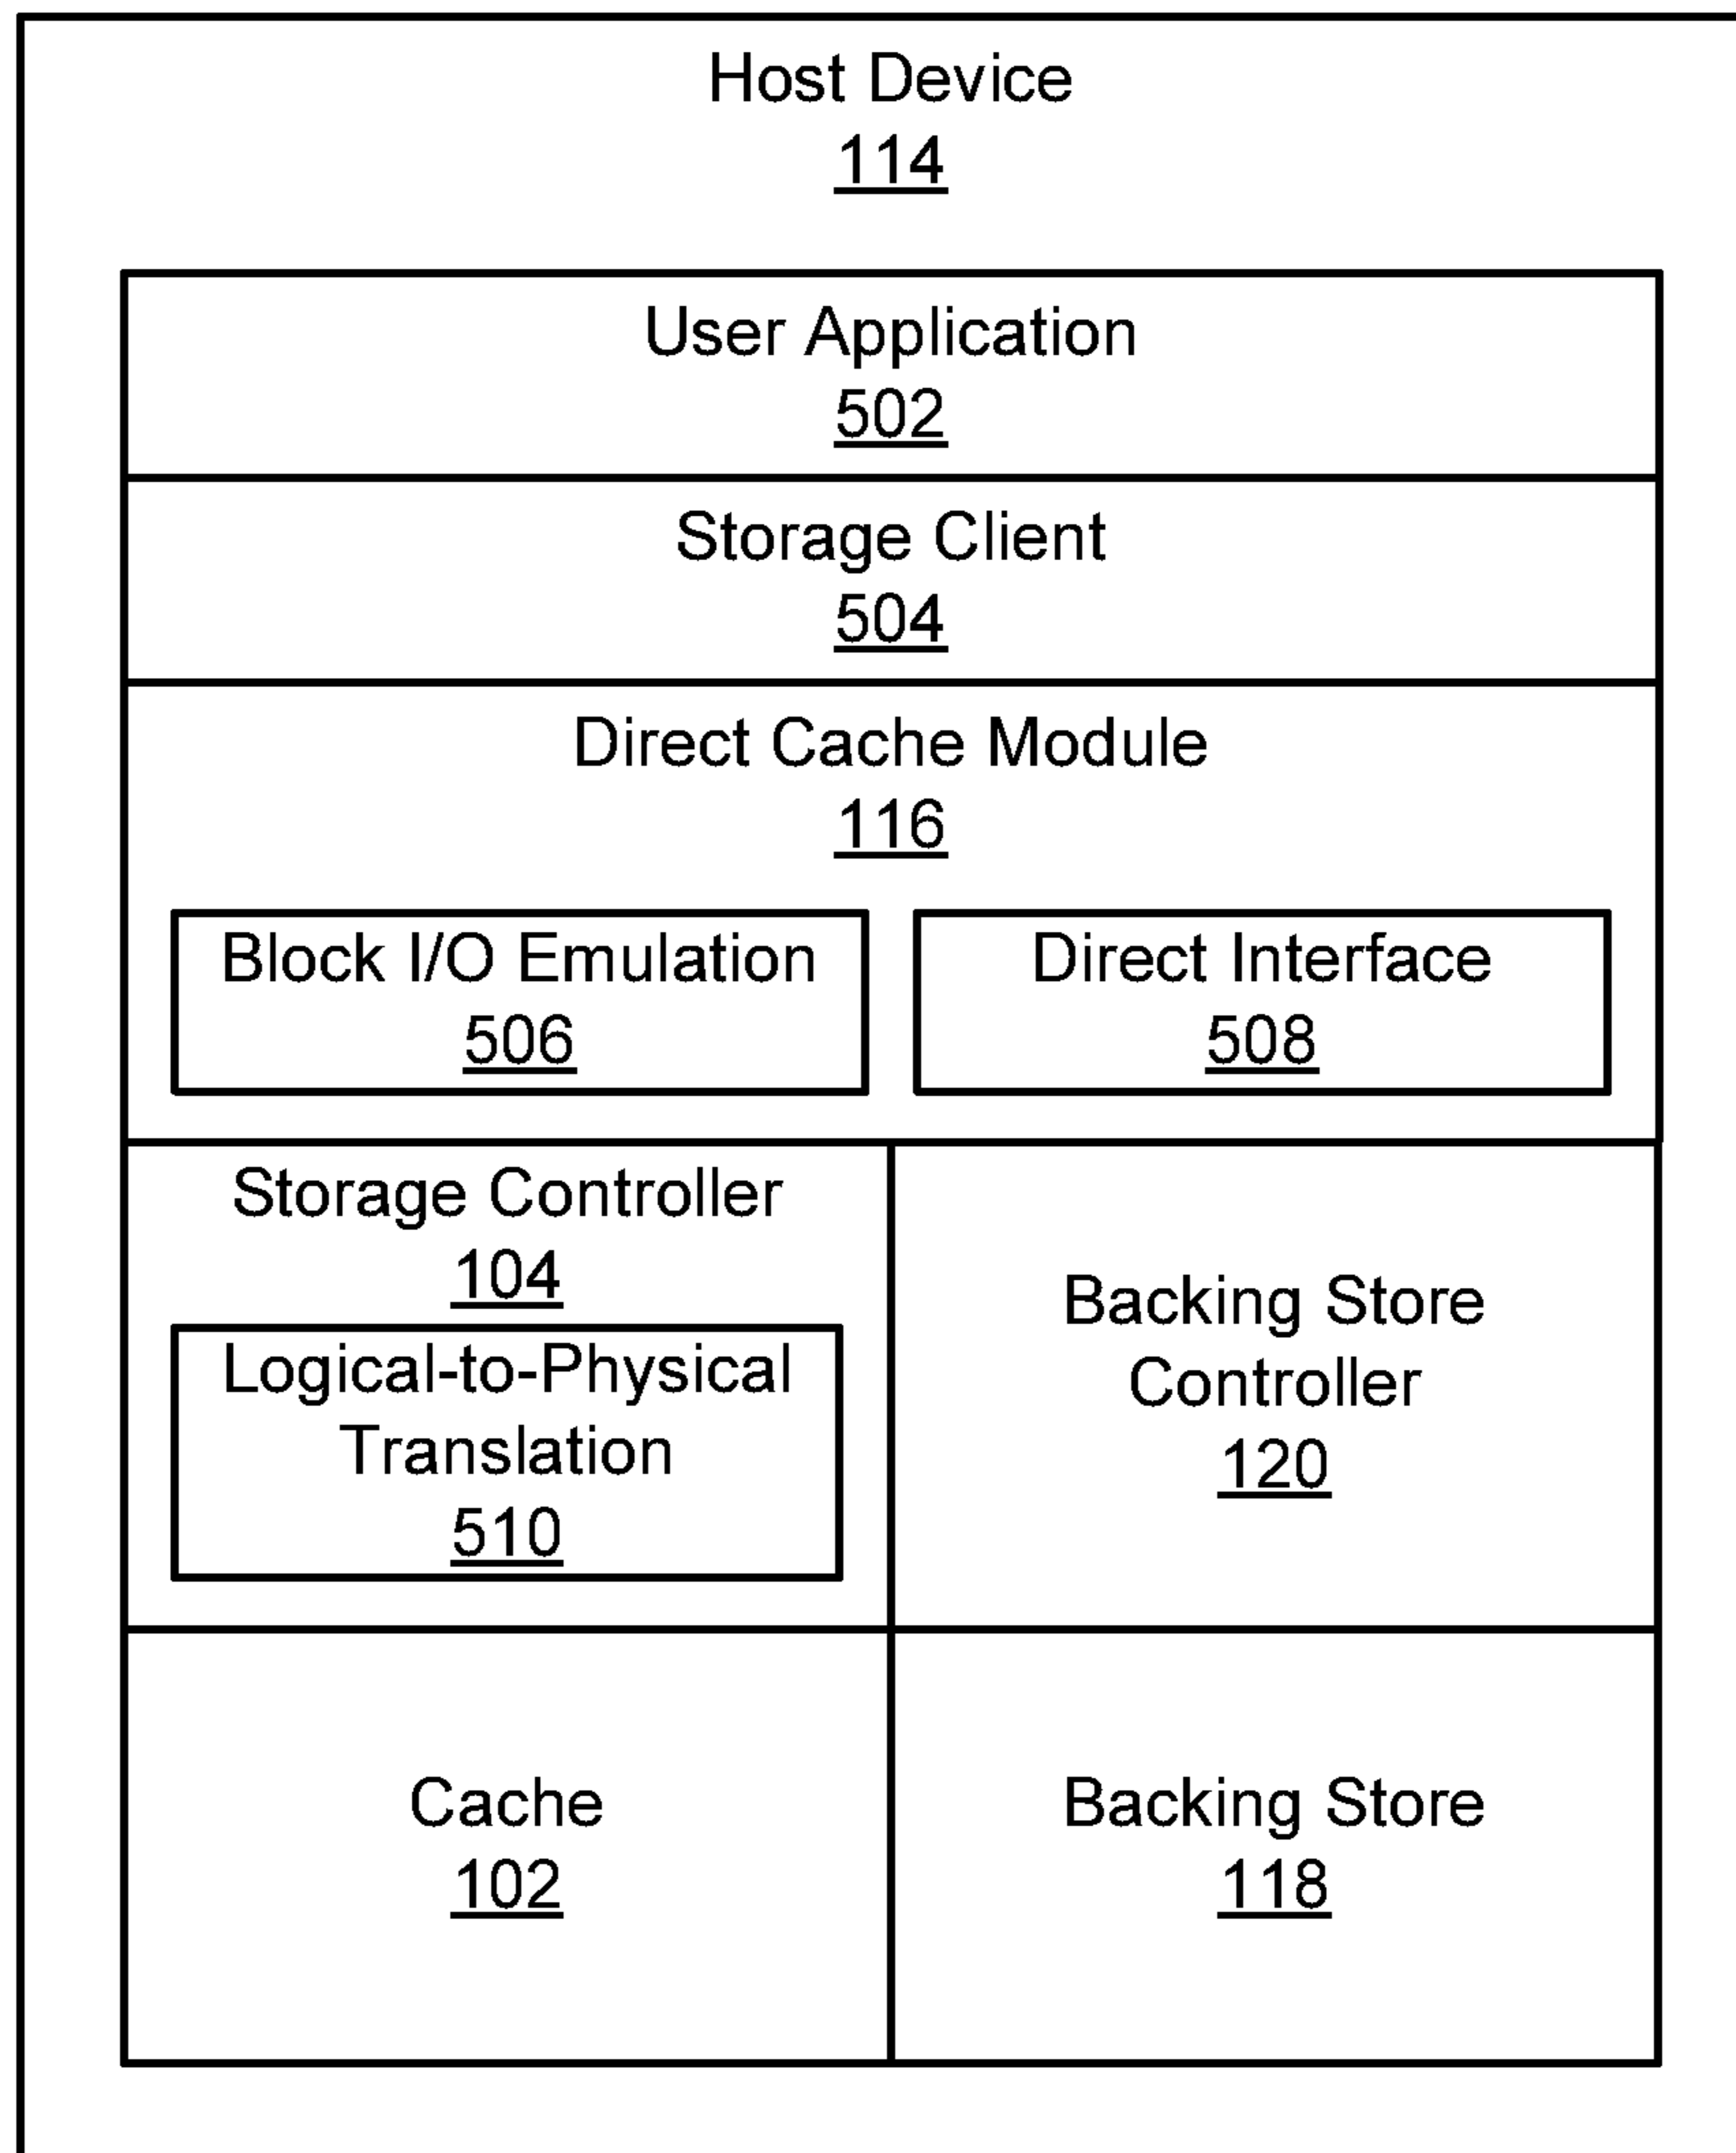 Host Device
114
User Application
502
Storage Client
504
Direct Cache Module
116
Block I/O Emulation
506
Direct Interface
508
Storage Controller
104
Logical-to-Physical
Translation
510
Backing Store
Controller
120
Cache
102
Backing Store
118